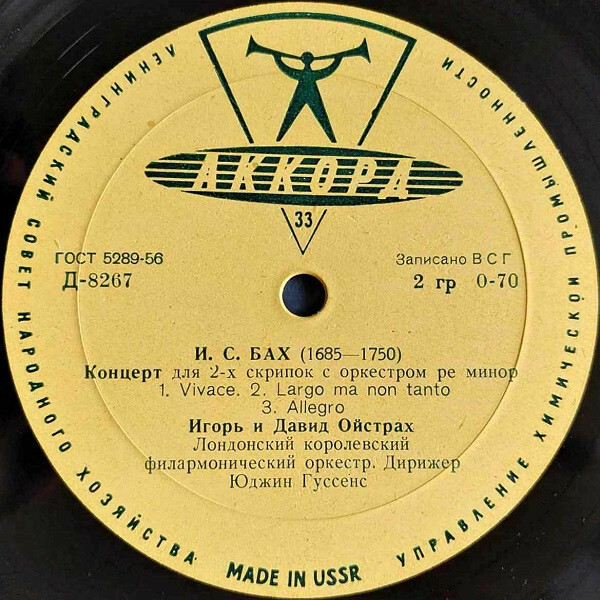 ЛЕНИНГРАДСКИЙ СОВЕТ НАРОДНОГО ХОЗЯЙСТВА
УПРАВЛЕНИЕ ХИМИЧЕСКОЙ ПРОМЫШЛЕННОСТИ
АККОРД
33
ГОСТ 5289-56
Записано ВСГ
Д-8267
2 гр 0-70
И. С. БАХ (1685—1750)
Концерт для 2-х скрипок с оркестром ре минор
1. Vivace. 2. Largo ma non tanto
3. Allegro
Игорь и Давид Ойстрах
Лондонский королевский
филармонический оркестр. Дирижер
Юджин Гуссенс
MADE IN USSR